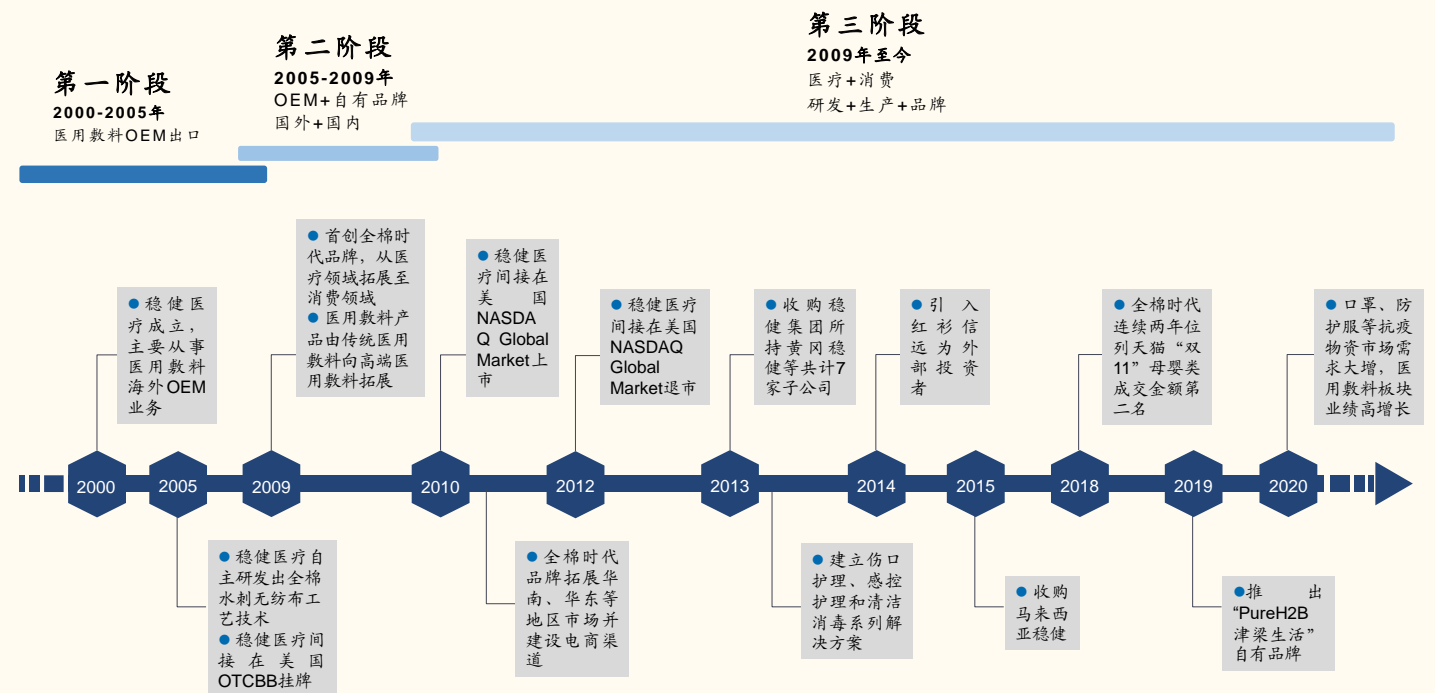 第一阶段
2000-2005年
医用敷料OEM出口
第二阶段
2005-2009年
OEM+自有品牌
国外+国内
第三阶段
2009年至今
医疗+消费
研发+生产+品牌
● 稳健医
疗成立，
主要从事
医用敷料
海外OEM
业务
● 首创全棉时
代品牌，从医
疗领域拓展至
消费领域
● 医用敷料产
品由传统医用
敷料向高端医
用敷料拓展
● 稳健医
疗间接在
美国
NASDA
Q Global
Market上
市
● 稳健医疗
间接在美国
NASDAQ
Global
Market退市
● 收购稳
健集团所
持黄冈稳
健等共计7
家子公司
● 引入
红杉信
远为外
部投资
者
● 全棉时代
连续两年位
列天猫“双
11”母婴类
成交金额第
二名
● 口罩、防
护服等抗疫
物资市场需
求大增，医
用敷料板块
业绩高增长
2000
2005
2009
2010
2012
2013
2014
2015
2018
2019
2020
● 稳健医疗自
主研发出全棉
水刺无纺布工
艺技术
● 稳健医疗间
接在美国
OTCBB挂牌
● 全棉时代
品牌拓展华
南、华东等
地区市场并
建设电商渠
道
● 建立伤口
护理、感控
护理和清洁
消毒系列解
决方案
● 收购
马来西
亚稳健
●推出
“PureH2B
津梁生活”
自有品牌